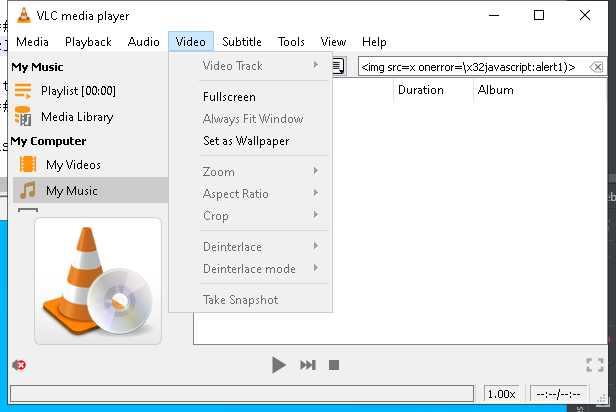 VLC media player
Media Playback Audio Video Subtitle Tools View Help
My Music
Playlist [00:00]
Media Library
My Computer
My Videos
My Music
Video Track
Fullscreen
Always Fit Window
Set as Wallpaper
Zoom
Aspect Ratio
Crop
Deinterlace
Deinterlace mode
Take Snapshot
<img src=x onerror=\x32javascript:alert1)>
Duration Album
1.00x --:--/--:--